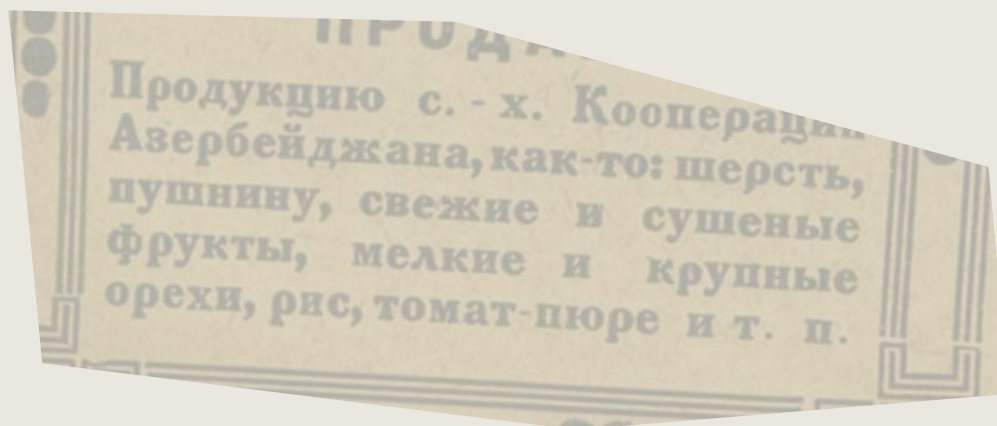 Продукцию с.-х. Кооперации
Азербейджана, как-то: шерсть,
пушнину, свежие и сушеные
фрукты, мелкие и крупные
орехи, рис, томат-пюре и т. п.